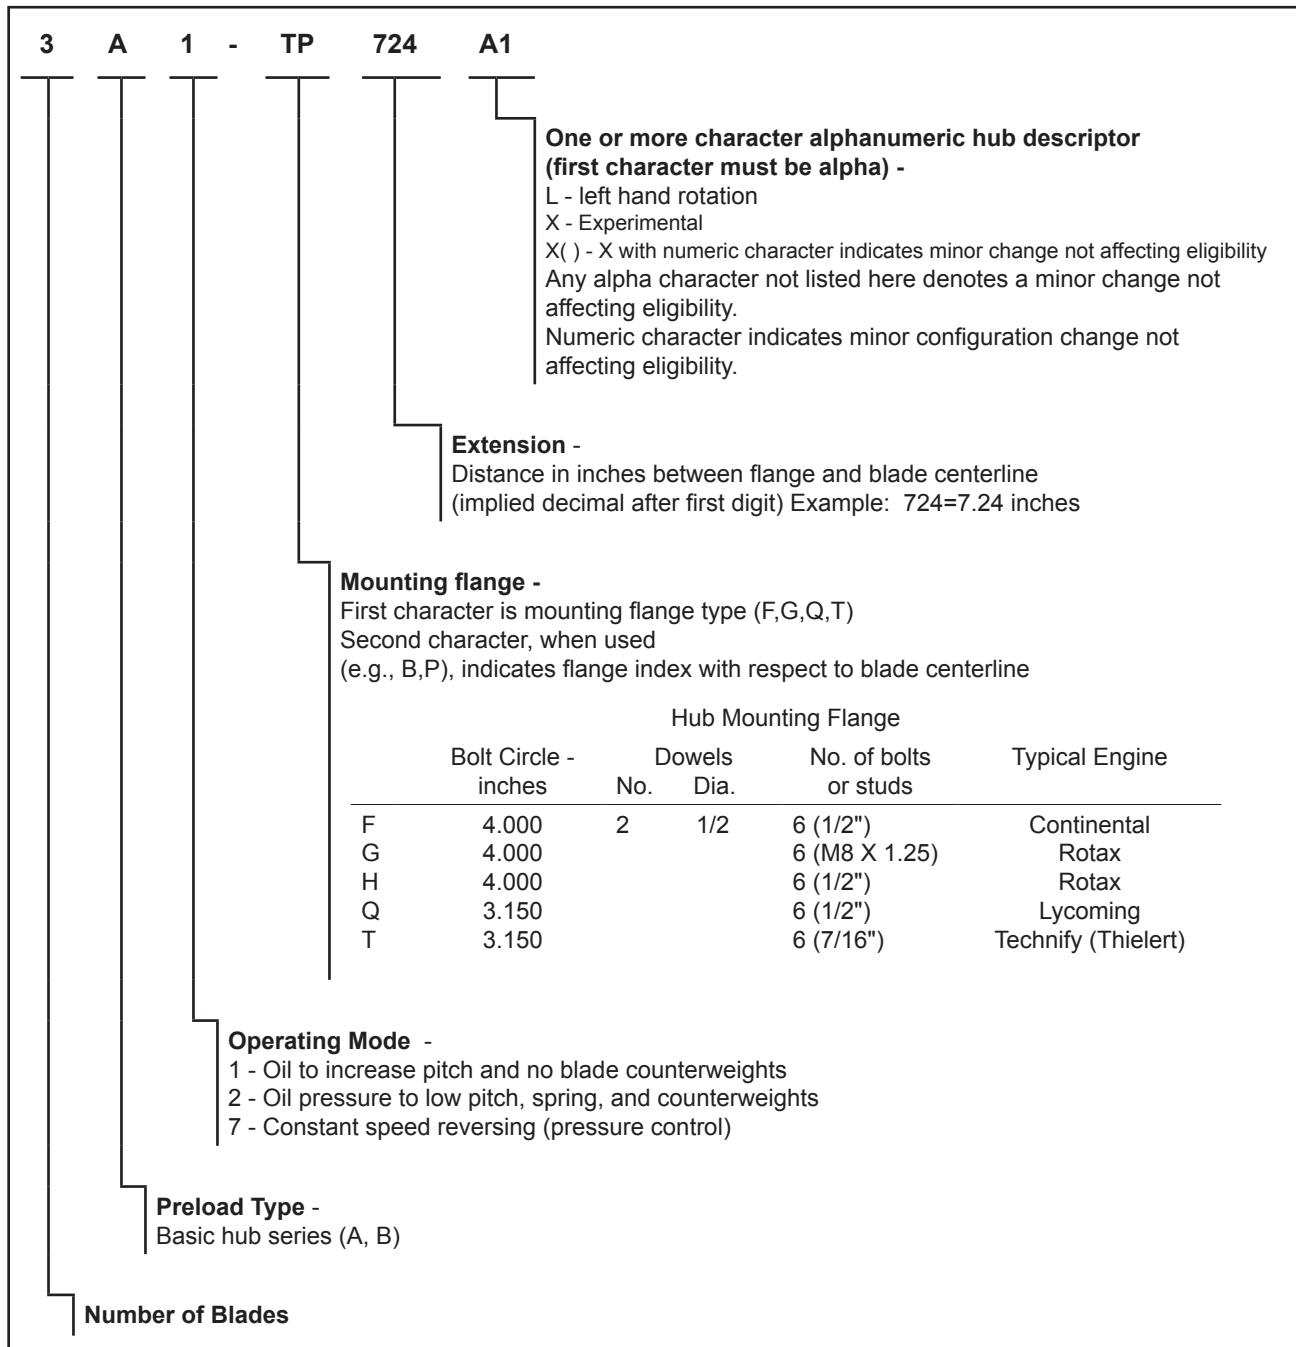 3 A 1 - TP 724 A1
One or more character alphanumeric hub descriptor
(first character must be alpha) -
L - left hand rotation
X - Experimental
X( ) - X with numeric character indicates minor change not affecting eligibility
Any alpha character not listed here denotes a minor change not
affecting eligibility.
Numeric character indicates minor configuration change not
affecting eligibility.
Extension -
Distance in inches between flange and blade centerline
(implied decimal after first digit) Example: 724=7.24 inches
Mounting flange -
First character is mounting flange type (F,G,Q,T)
Second character, when used
(e.g., B,P), indicates flange index with respect to blade centerline
Hub Mounting Flange
Bolt Circle - Dowels No. of bolts Typical Engine
inches No. Dia. or studs
F 4.000 2 1/2 6 (1/2") Continental
G 4.000 6 (M8 X 1.25) Rotax
H 4.000 6 (1/2") Rotax
Q 3.150 6 (1/2") Lycoming
T 3.150 6 (7/16") Technify (Thielert)
Operating Mode -
1 - Oil to increase pitch and no blade counterweights
2 - Oil pressure to low pitch, spring, and counterweights
7 - Constant speed reversing (pressure control)
Preload Type -
Basic hub series (A, B)
Number of Blades